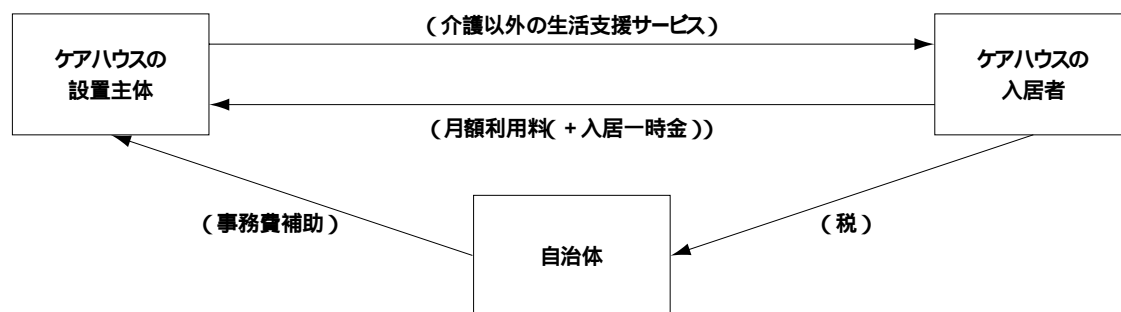 (介護以外の生活支援サービス)
ケアハウスの
設置主体
ケアハウスの
入居者
(月額利用料(+入居一時金))
(事務費補助)
(税)
自治体